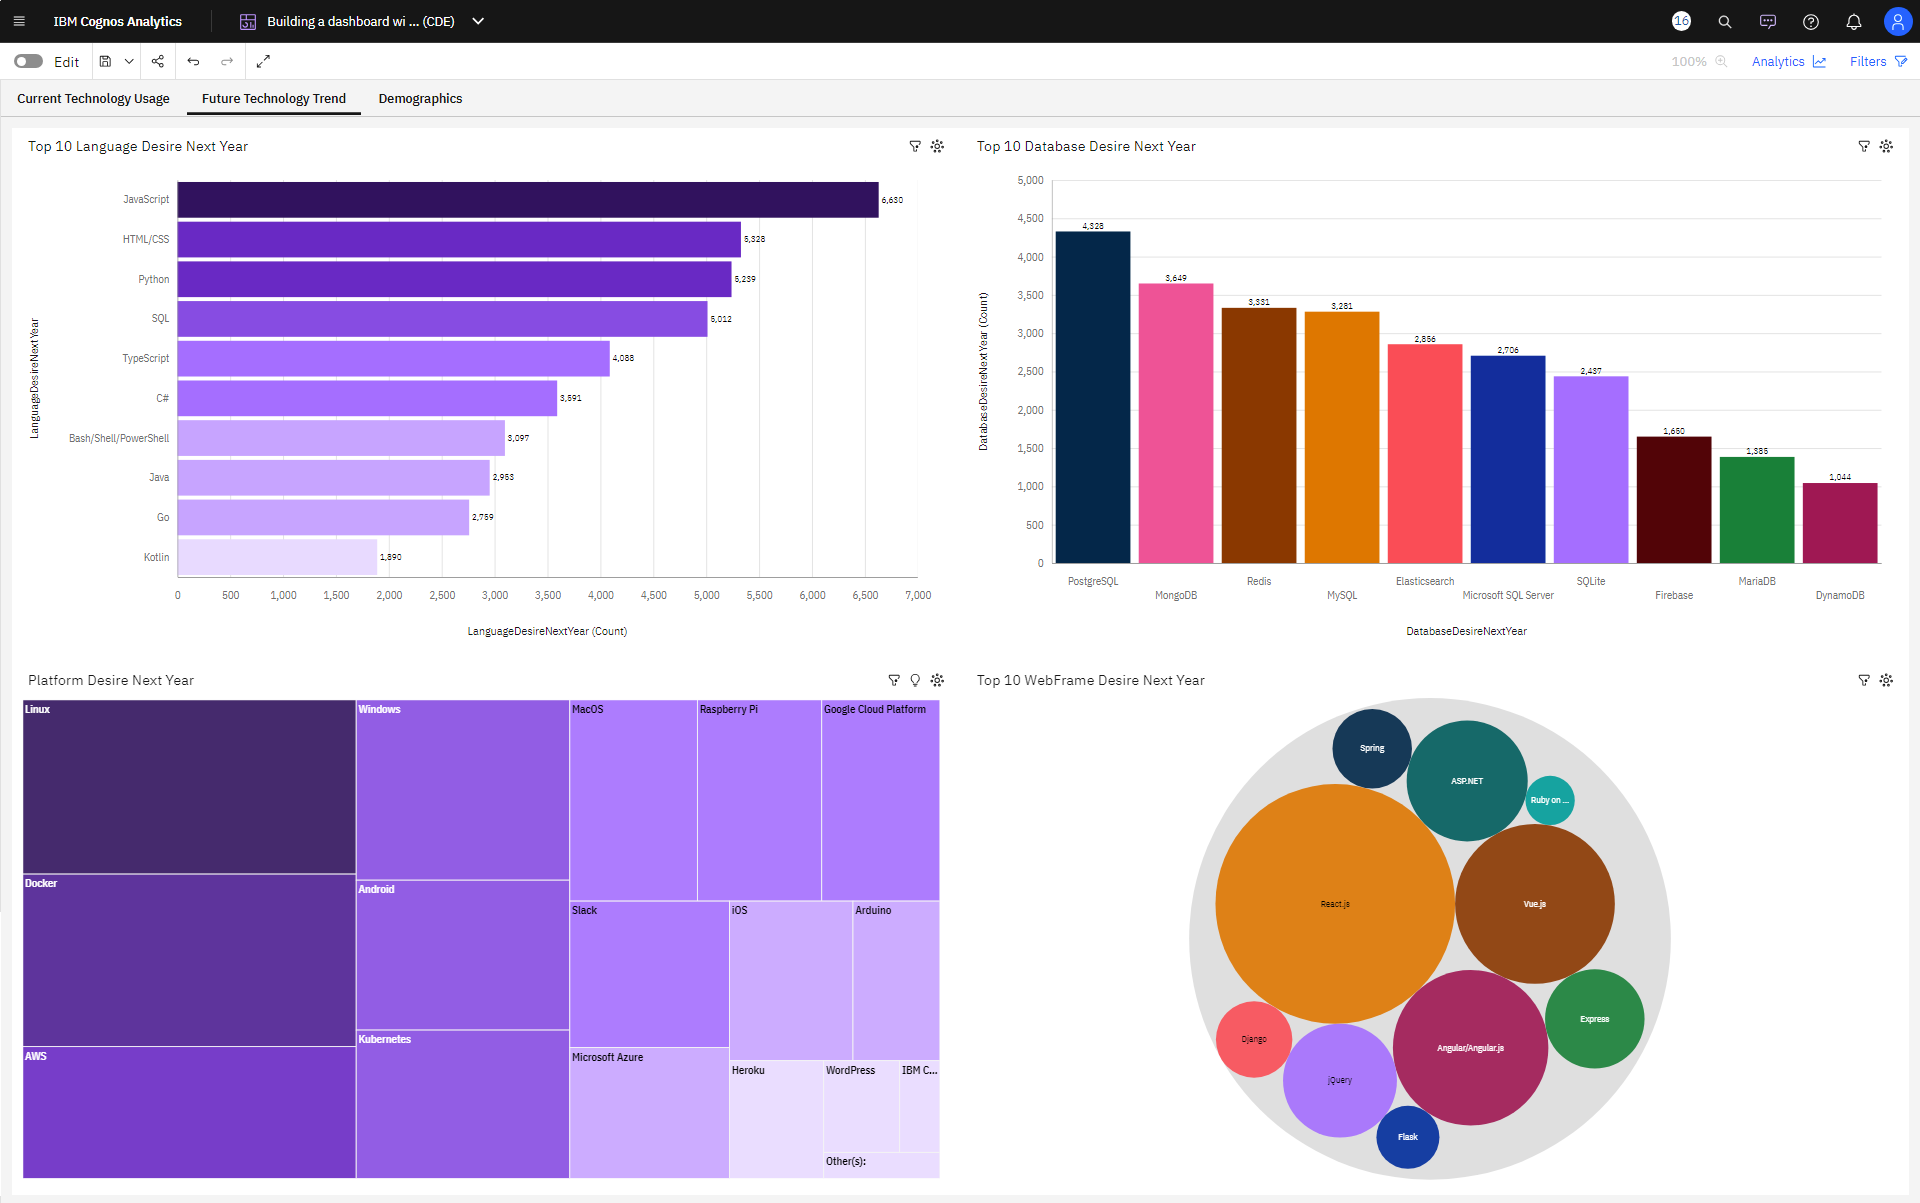 IBM Cognos Analytics
Building a dashboard wi ... (CDE)
16
Edit
100%
Analytics
Filters
Current Technology Usage
Future Technology Trend
Demographics
Top 10 Language Desire Next Year
LanguageDesireNextYear
JavaScript
6,630
HTML/CSS
5,328
Python
5,239
SQL
5,012
TypeScript
4,088
C#
3,591
Bash/Shell/PowerShell
3,097
Java
2,953
Go
2,759
Kotlin
1,890
0 500 1,000 1,500 2,000 2,500 3,000 3,500 4,000 4,500 5,000 5,500 6,000 6,500 7,000
LanguageDesireNextYear (Count)
Top 10 Database Desire Next Year
DatabaseDesireNextYear (Count)
5,000
4,500
4,000
3,500
3,000
2,500
2,000
1,500
1,000
500
0
4,328
3,649
3,331
3,281
2,856
2,706
2,437
1,650
1,385
1,044
PostgreSQL
MongoDB
Redis
MySQL
Elasticsearch
Microsoft SQL Server
SQLite
Firebase
MariaDB
DynamoDB
DatabaseDesireNextYear
Platform Desire Next Year
Linux
Docker
AWS
Windows
Android
Kubernetes
MacOS
Raspberry Pi
Google Cloud Platform
Slack
iOS
Arduino
Microsoft Azure
Heroku
WordPress
IBM C...
Other(s):
Top 10 WebFrame Desire Next Year
Spring
ASP.NET
Ruby on ...
React.js
Vue.js
Express
Django
Angular/Angular.js
jQuery
Flask